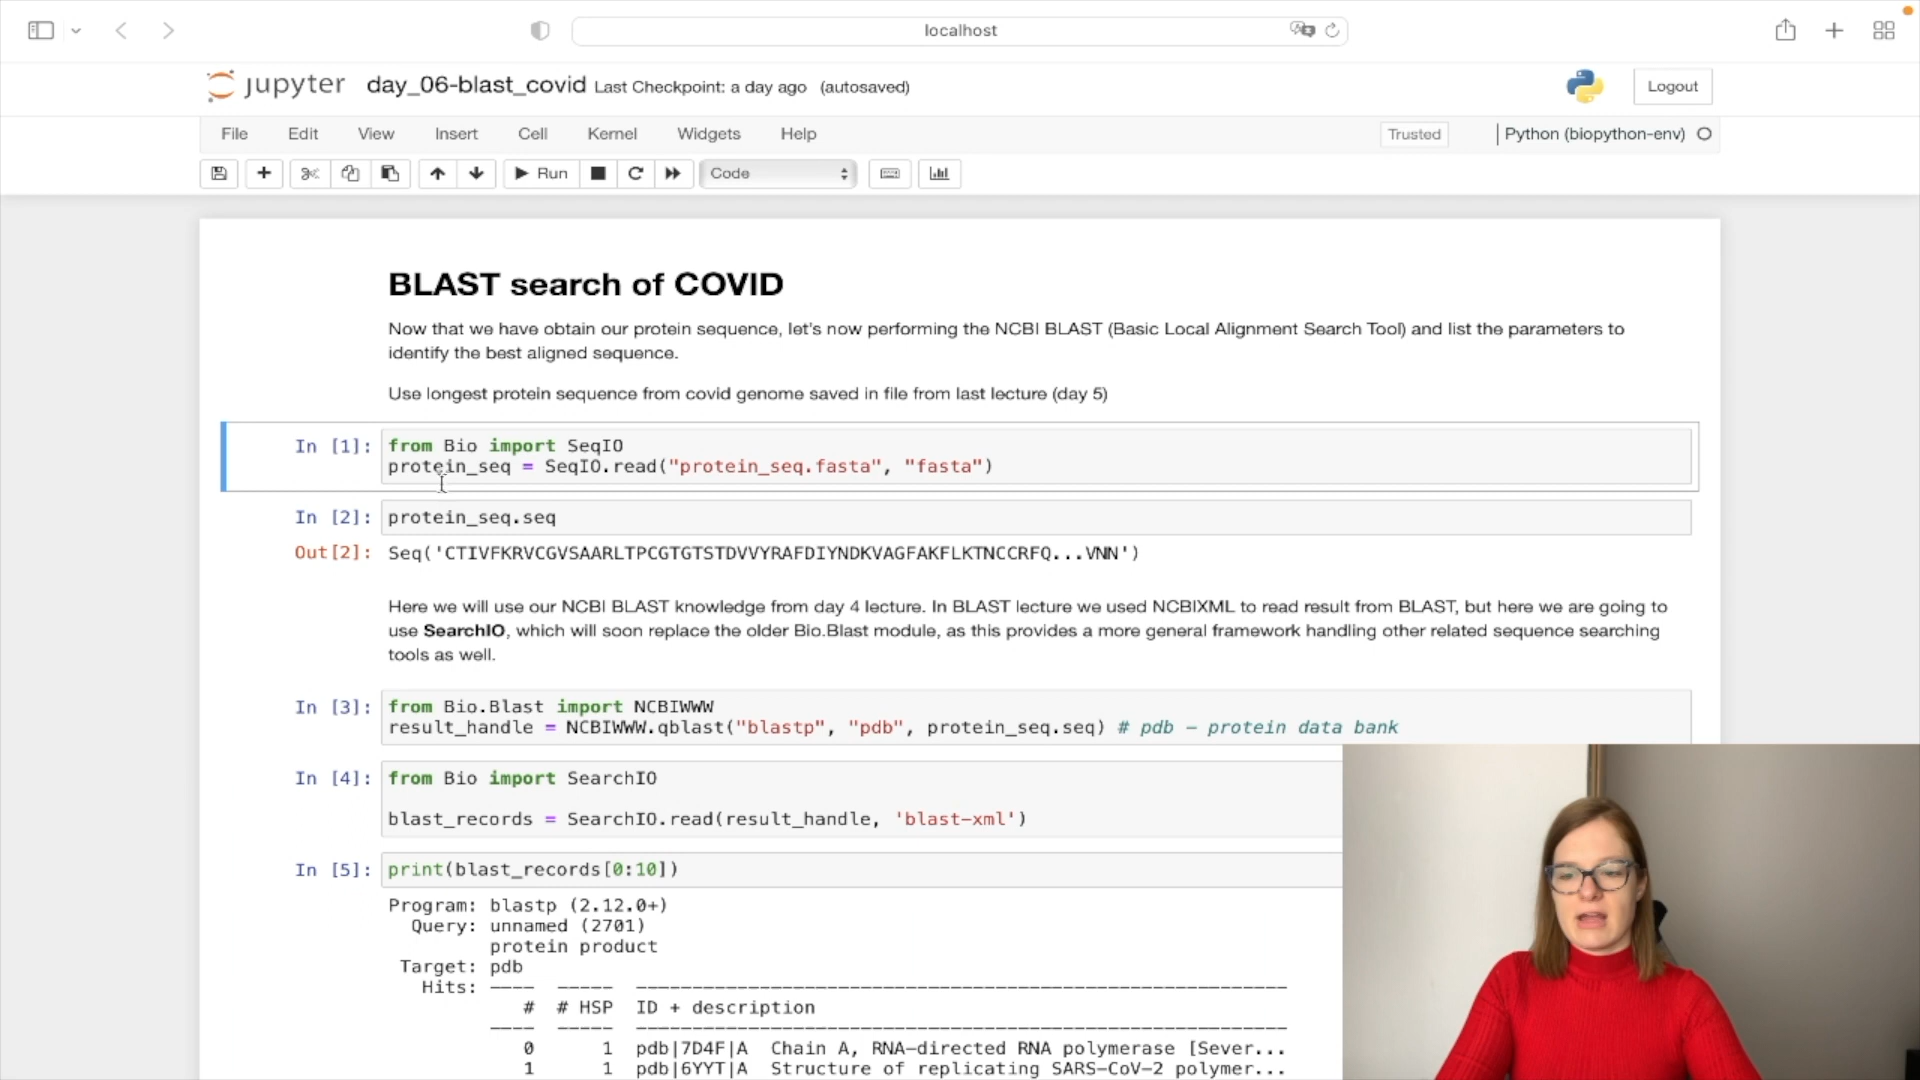 localhost
jupyter day_06-blast_covid Last Checkpoint: a day ago (autosaved)
Logout
File Edit View Insert Cell Kernel Widgets Help
Trusted
Python (biopython-env)
Run
Code
BLAST search of COVID
Now that we have obtain our protein sequence, let's now performing the NCBI BLAST (Basic Local Alignment Search Tool) and list the parameters to
identify the best aligned sequence.
Use longest protein sequence from covid genome saved in file from last lecture (day 5)
In [1]: from Bio import SeqIO
protein_seq = SeqIO.read("protein_seq.fasta", "fasta")
In [2]: protein_seq.seq
Out[2]: Seq('CTIVFKRVCGVSAARLTPCGTGTSTDVVYRAFDIYNDKVAGFAKFLKTNCCRFQ...VNN')
Here we will use our NCBI BLAST knowledge from day 4 lecture. In BLAST lecture we used NCBIXML to read result from BLAST, but here we are going to
use SearchIO, which will soon replace the older Bio.Blast module, as this provides a more general framework handling other related sequence searching
tools as well.
In [3]: from Bio.Blast import NCBIWWW
result_handle = NCBIWWW.qblast("blastp", "pdb", protein_seq.seq) # pdb – protein data bank
In [4]: from Bio import SearchIO
blast_records = SearchIO.read(result_handle, 'blast-xml')
In [5]: print(blast_records[0:10])
Program: blastp (2.12.0+)
Query: unnamed (2701)
protein product
Target: pdb
Hits: ---- ----- ----------------------------------------------------------
# # HSP ID + description
---- ----- ----------------------------------------------------------
0 1 pdb|7D4F|A Chain A, RNA-directed RNA polymerase [Sever...
1 1 pdb|6YYT|A Structure of replicating SARS-CoV-2 polymer...